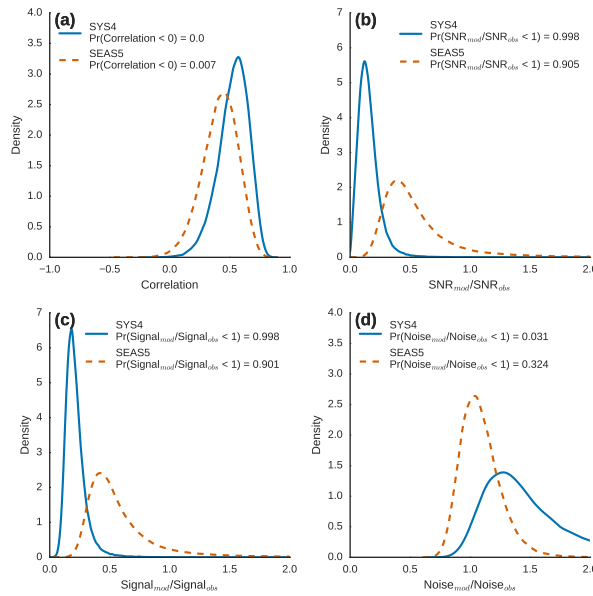 (a)
SYS4
Pr(Correlation < 0) = 0.0
SEAS5
Pr(Correlation < 0) = 0.007
4.0
3.5
3.0
2.5
2.0
1.5
1.0
0.5
0.0
Density
−1.0 −0.5 0.0 0.5 1.0
Correlation
(b)
SYS4
Pr(SNRmod/SNRobs < 1) = 0.998
SEAS5
Pr(SNRmod/SNRobs < 1) = 0.905
7
6
5
4
3
2
1
0
Density
0.0 0.5 1.0 1.5 2.0
SNRmod/SNRobs
(c)
SYS4
Pr(Signalmod/Signalobs < 1) = 0.998
SEAS5
Pr(Signalmod/Signalobs < 1) = 0.901
7
6
5
4
3
2
1
0
Density
0.0 0.5 1.0 1.5 2.0
Signalmod/Signalobs
(d)
SYS4
Pr(Noisemod/Noiseobs < 1) = 0.031
SEAS5
Pr(Noisemod/Noiseobs < 1) = 0.324
4.0
3.5
3.0
2.5
2.0
1.5
1.0
0.5
0.0
Density
0.0 0.5 1.0 1.5 2.0
Noisemod/Noiseobs